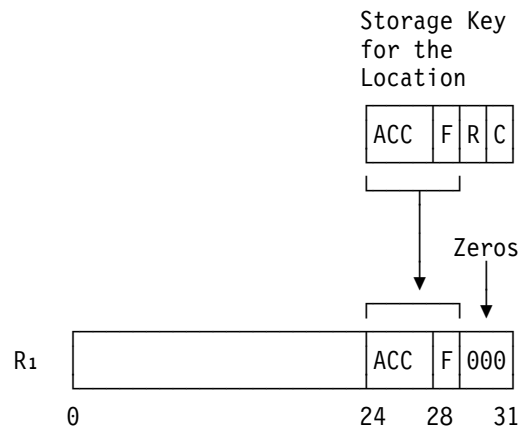 Storage Key
for the
Location
ACC F R C
Zeros
R₁ ACC F 000
0 24 28 31